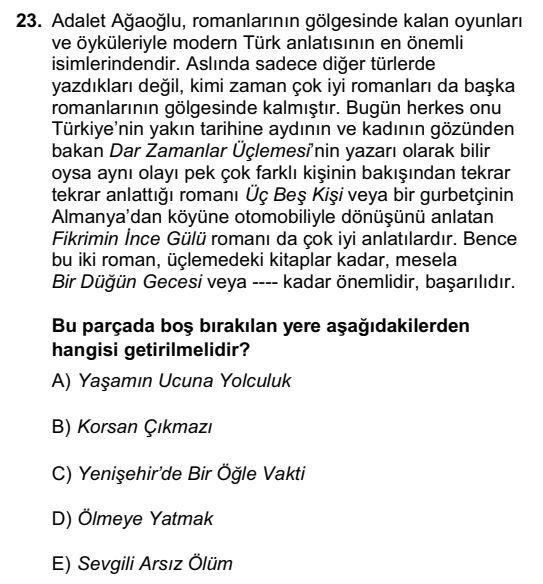 23. Adalet Ağaoğlu, romanlarının gölgesinde kalan oyunları
ve öyküleriyle modern Türk anlatısının en önemli
isimlerindendir. Aslında sadece diğer türlerde
yazdıkları değil, kimi zaman çok iyi romanları da başka
romanlarının gölgesinde kalmıştır. Bugün herkes onu
Türkiye’nin yakın tarihine aydının ve kadının gözünden
bakan Dar Zamanlar Üçlemesi’nin yazarı olarak bilir
oysa aynı olayı pek çok farklı kişinin bakışından tekrar
tekrar anlattığı romanı Üç Beş Kişi veya bir gurbetçinin
Almanya’dan köyüne otomobiliyle dönüşünü anlatan
Fikrimin İnce Gülü romanı da çok iyi anlatılardır. Bence
bu iki roman, üçlemedeki kitaplar kadar, mesela
Bir Düğün Gecesi veya ---- kadar önemlidir, başarılıdır.
Bu parçada boş bırakılan yere aşağıdakilerden
hangisi getirilmelidir?
A) Yaşamın Ucuna Yolculuk
B) Korsan Çıkmazı
C) Yenişehir’de Bir Öğle Vakti
D) Ölmeye Yatmak
E) Sevgili Arsız Ölüm